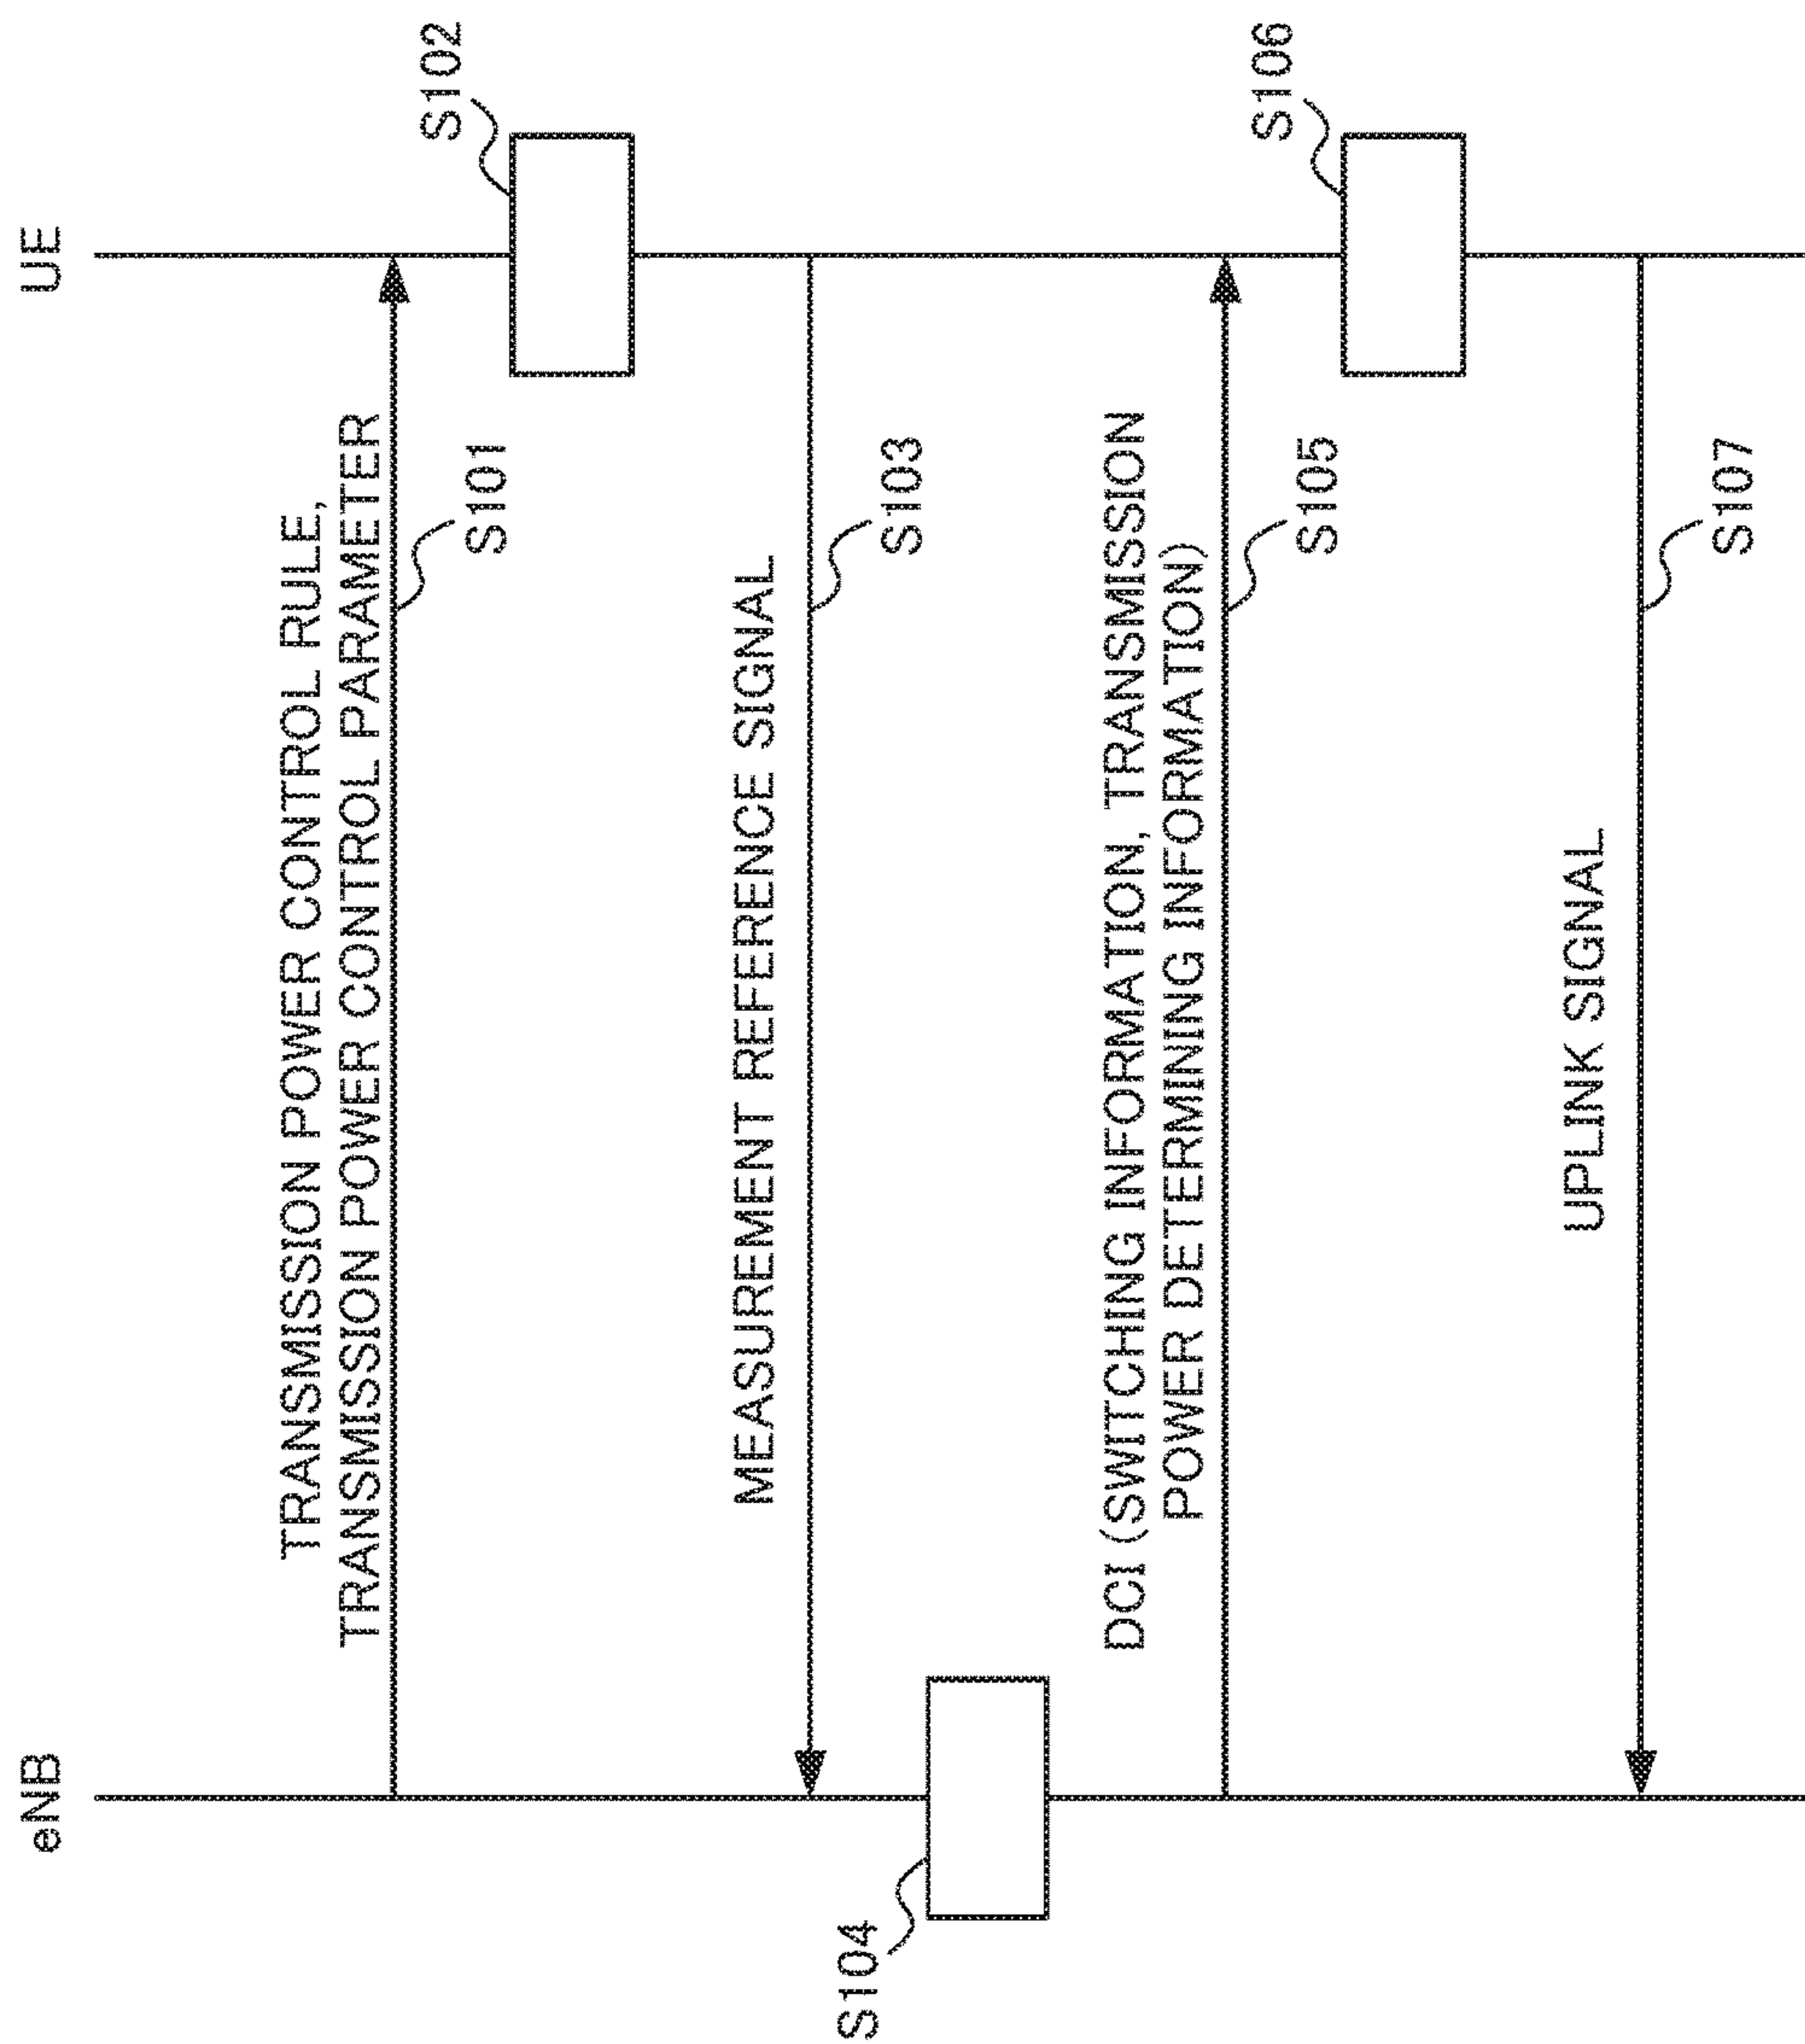 eNB
UE
TRANSMISSION POWER CONTROL RULE,
TRANSMISSION POWER CONTROL PARAMETER
S101
S102
MEASUREMENT REFERENCE SIGNAL
S103
S104
DCI (SWITCHING INFORMATION, TRANSMISSION
POWER DETERMINING INFORMATION)
S105
S106
UPLINK SIGNAL
S107